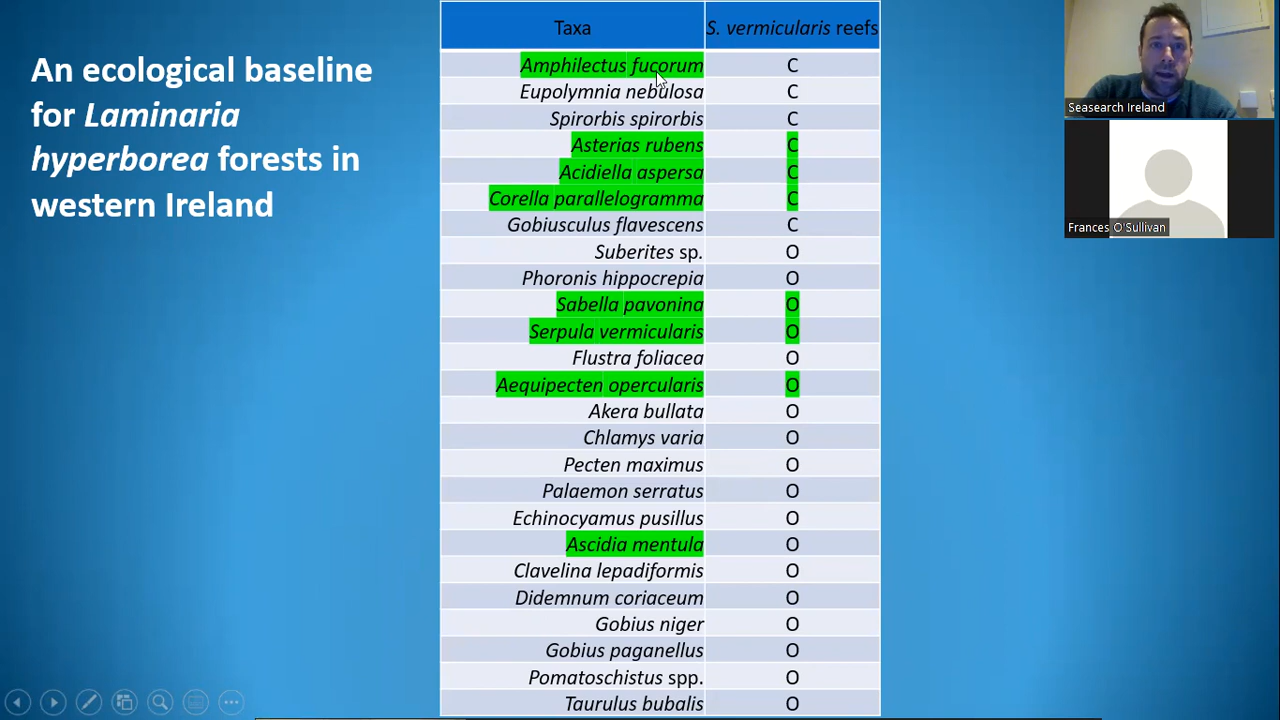 An ecological baseline
for Laminaria
hyperborea forests in
western Ireland
Taxa S. vermicularis reefs
Amphilectus fucorum C
Eupolymnia nebulosa C
Spirorbis spirorbis C
Asterias rubens C
Acidiella aspersa C
Corella parallelogramma C
Gobiusculus flavescens C
Suberites sp. O
Phoronis hippocrepia O
Sabella pavonina O
Serpula vermicularis O
Flustra foliacea O
Aequipecten opercularis O
Akera bullata O
Chlamys varia O
Pecten maximus O
Palaemon serratus O
Echinocyamus pusillus O
Ascidia mentula O
Clavelina lepadiformis O
Didemnum coriaceum O
Gobius niger O
Gobius paganellus O
Pomatoschistus spp. O
Taurulus bubalis O
Seasearch Ireland
Frances O'Sullivan